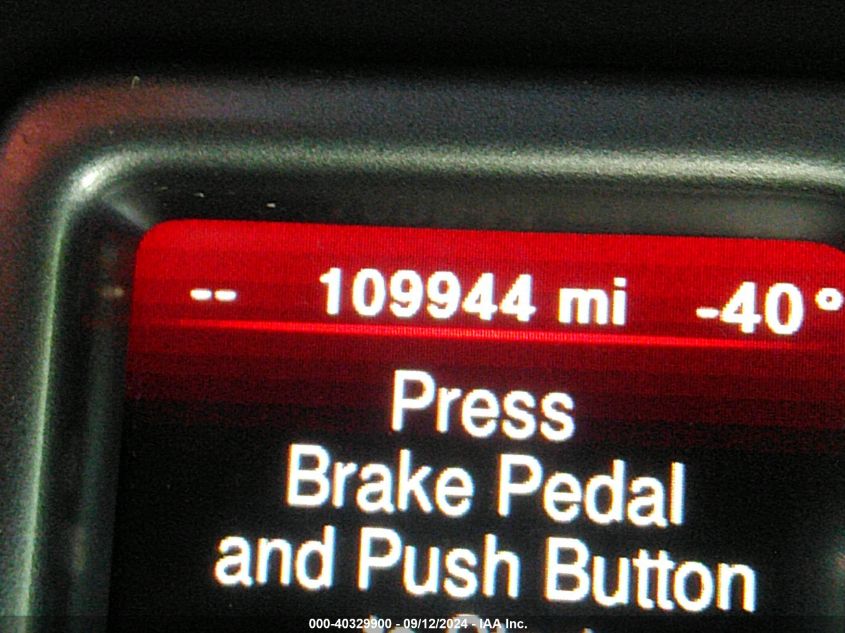 -- 109944 mi -40°
Press
Brake Pedal
and Push Button
000-40329900 - 09/12/2024 - IAA Inc.